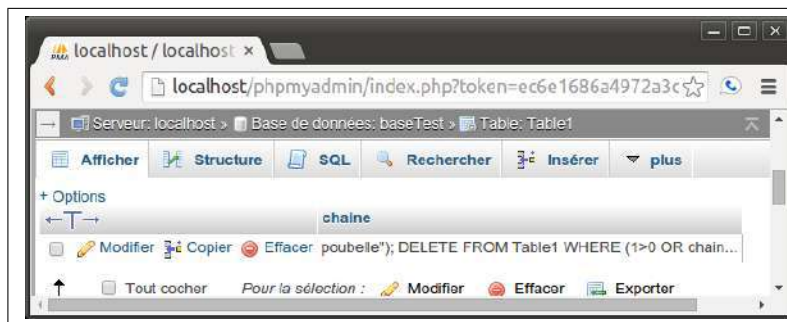 localhost / localhost
localhost/phpmyadmin/index.php?token=ec6e1686a4972a3c
Serveur: localhost » Base de données: baseTest » Table: Table1
Afficher Structure SQL Rechercher Insérer plus
+ Options
←T→ chaine
Modifier Copier Effacer poubelle"); DELETE FROM Table1 WHERE (1>0 OR chain...
Tout cocher Pour la sélection : Modifier Effacer Exporter